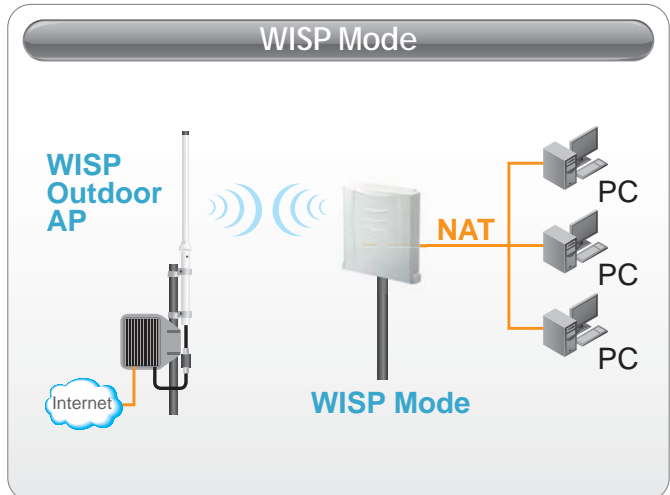 WISP Mode
WISP
Outdoor
AP
NAT
PC
PC
PC
Internet
WISP Mode